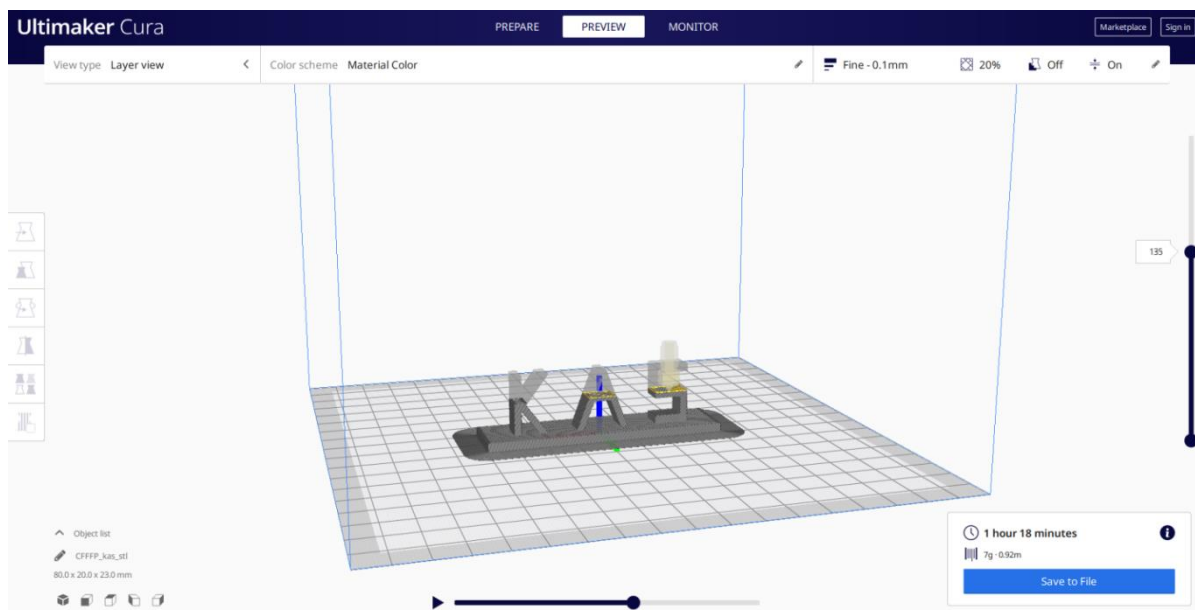 Ultimaker Cura
PREPARE PREVIEW MONITOR
Marketplace Sign in
View type Layer view
Color scheme Material Color
Fine - 0.1mm 20% Off On
135
K A S
Object list
CFFFP_kas_stl
80.0 x 20.0 x 23.0 mm
1 hour 18 minutes
7g · 0.92m
Save to File